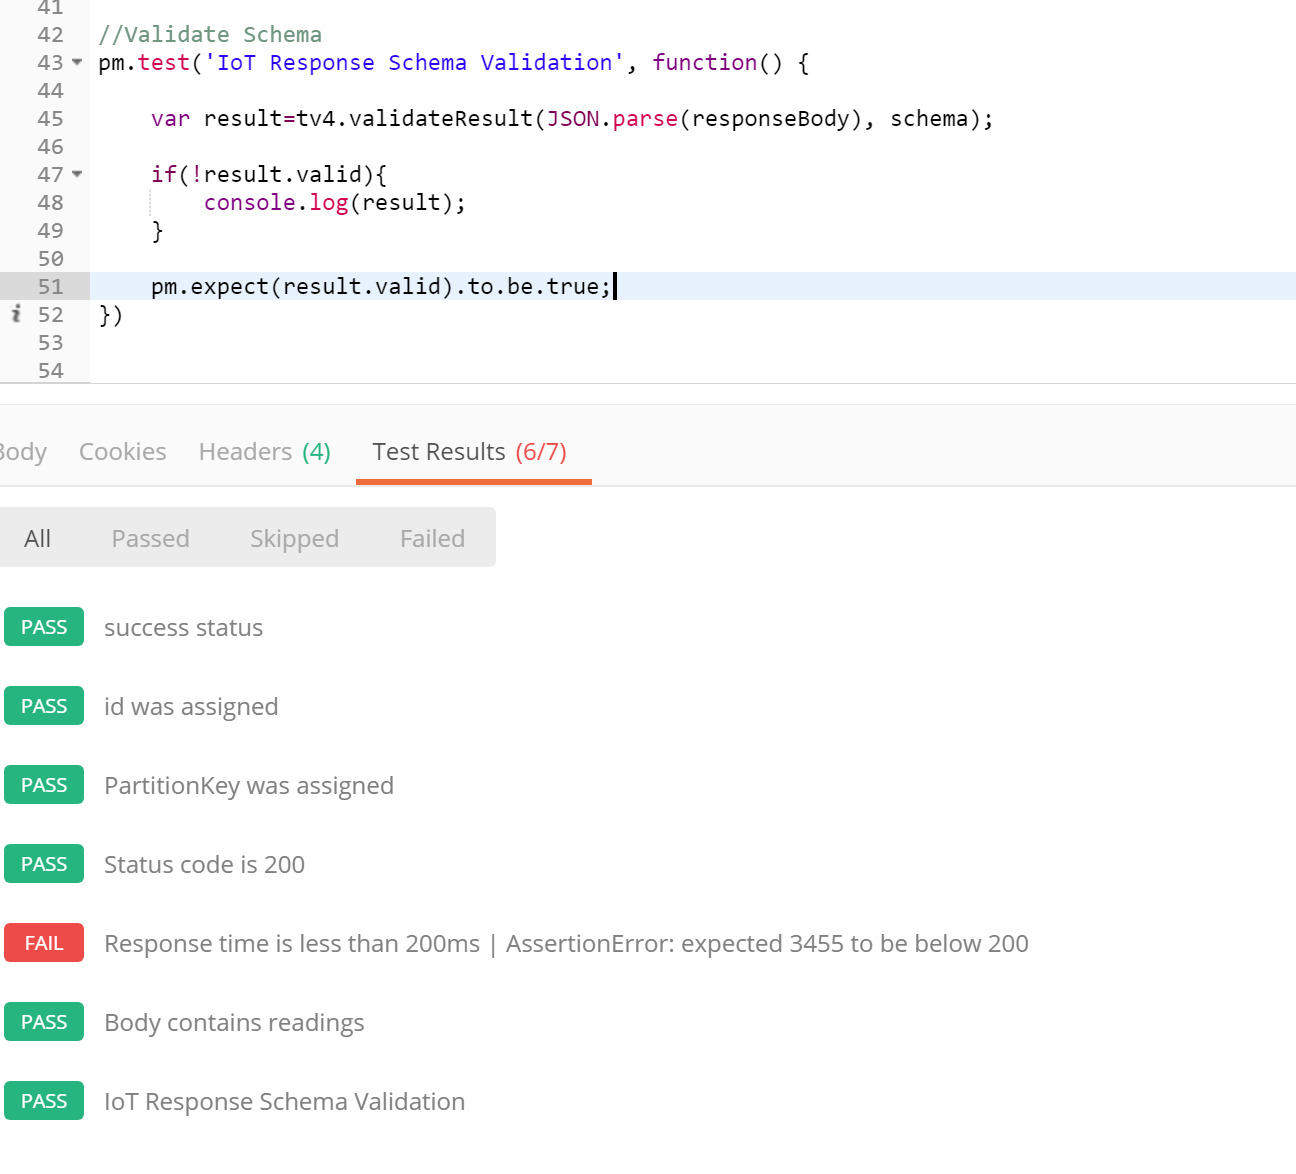 41
42 //Validate Schema
43 pm.test('IoT Response Schema Validation', function() {
44
45 var result=tv4.validateResult(JSON.parse(responseBody), schema);
46
47 if(!result.valid){
48 console.log(result);
49 }
50
51 pm.expect(result.valid).to.be.true;
i 52 })
53
54
Body Cookies Headers (4) Test Results (6/7)
All Passed Skipped Failed
PASS success status
PASS id was assigned
PASS PartitionKey was assigned
PASS Status code is 200
FAIL Response time is less than 200ms | AssertionError: expected 3455 to be below 200
PASS Body contains readings
PASS IoT Response Schema Validation